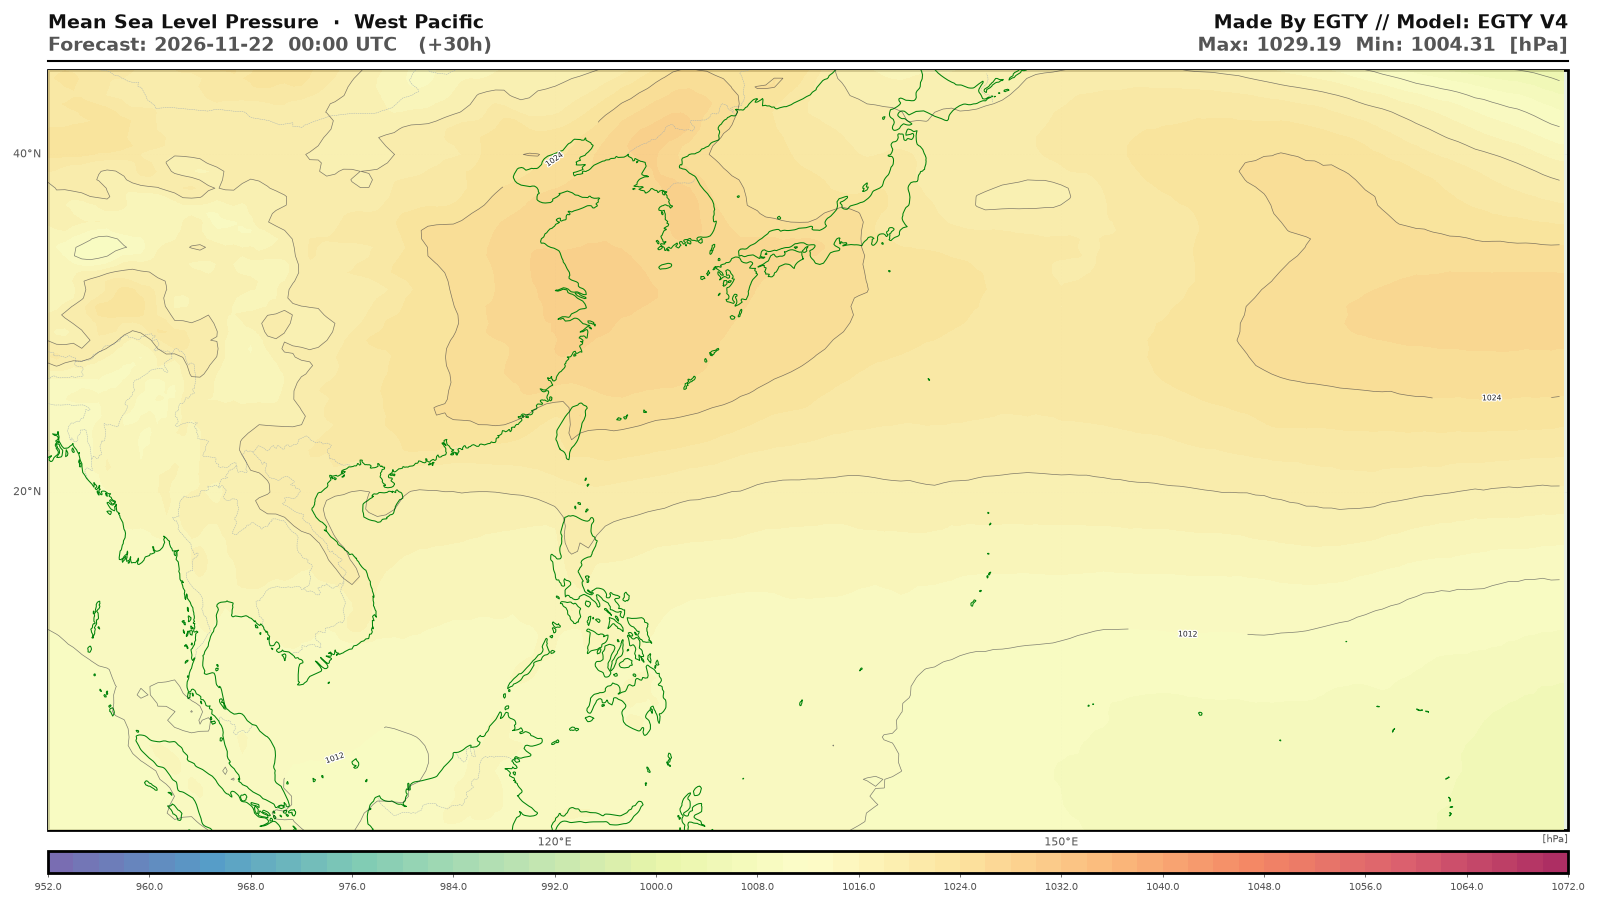 Mean Sea Level Pressure · West Pacific
Made By EGTY // Model: EGTY V4
Forecast: 2026-11-22 00:00 UTC (+30h)
Max: 1029.19 Min: 1004.31 [hPa]
40°N
1024
1024
20°N
1012
1012
120°E
150°E
[hPa]
952.0 960.0 968.0 976.0 984.0 992.0 1000.0 1008.0 1016.0 1024.0 1032.0 1040.0 1048.0 1056.0 1064.0 1072.0